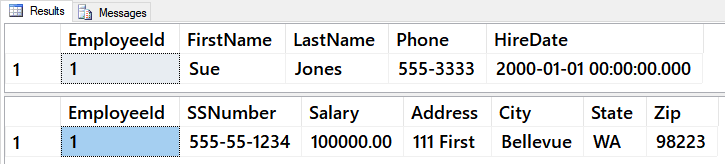 Results Messages
EmployeeId FirstName LastName Phone HireDate
1 1 Sue Jones 555-3333 2000-01-01 00:00:00.000
EmployeeId SSNumber Salary Address City State Zip
1 1 555-55-1234 100000.00 111 First Bellevue WA 98223